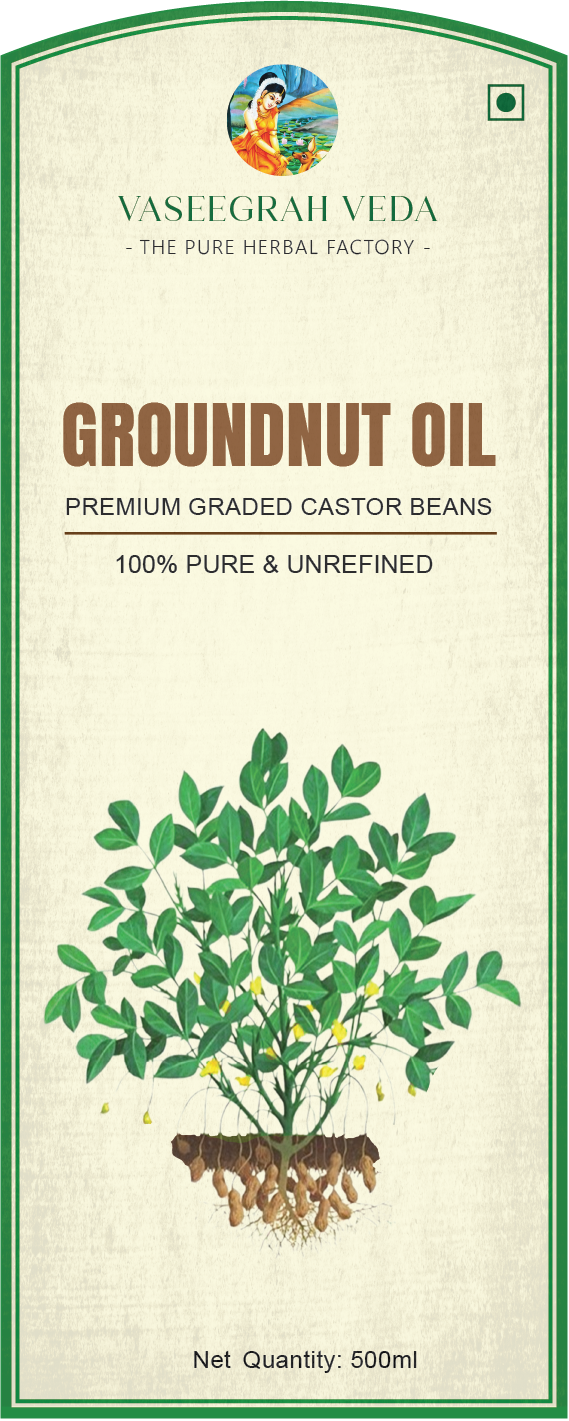 VASEEGRAH VEDA
- THE PURE HERBAL FACTORY -
GROUNDNUT OIL
PREMIUM GRADED CASTOR BEANS
100% PURE & UNREFINED
Net Quantity: 500ml